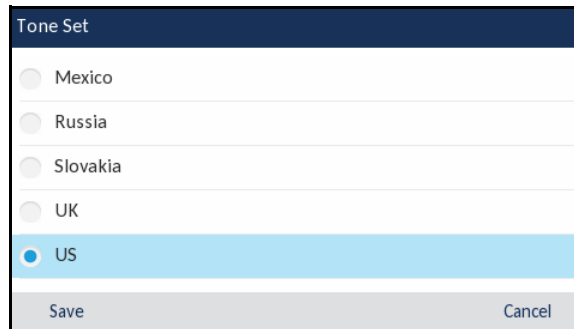 Tone Set
Mexico
Russia
Slovakia
UK
US
Save Cancel